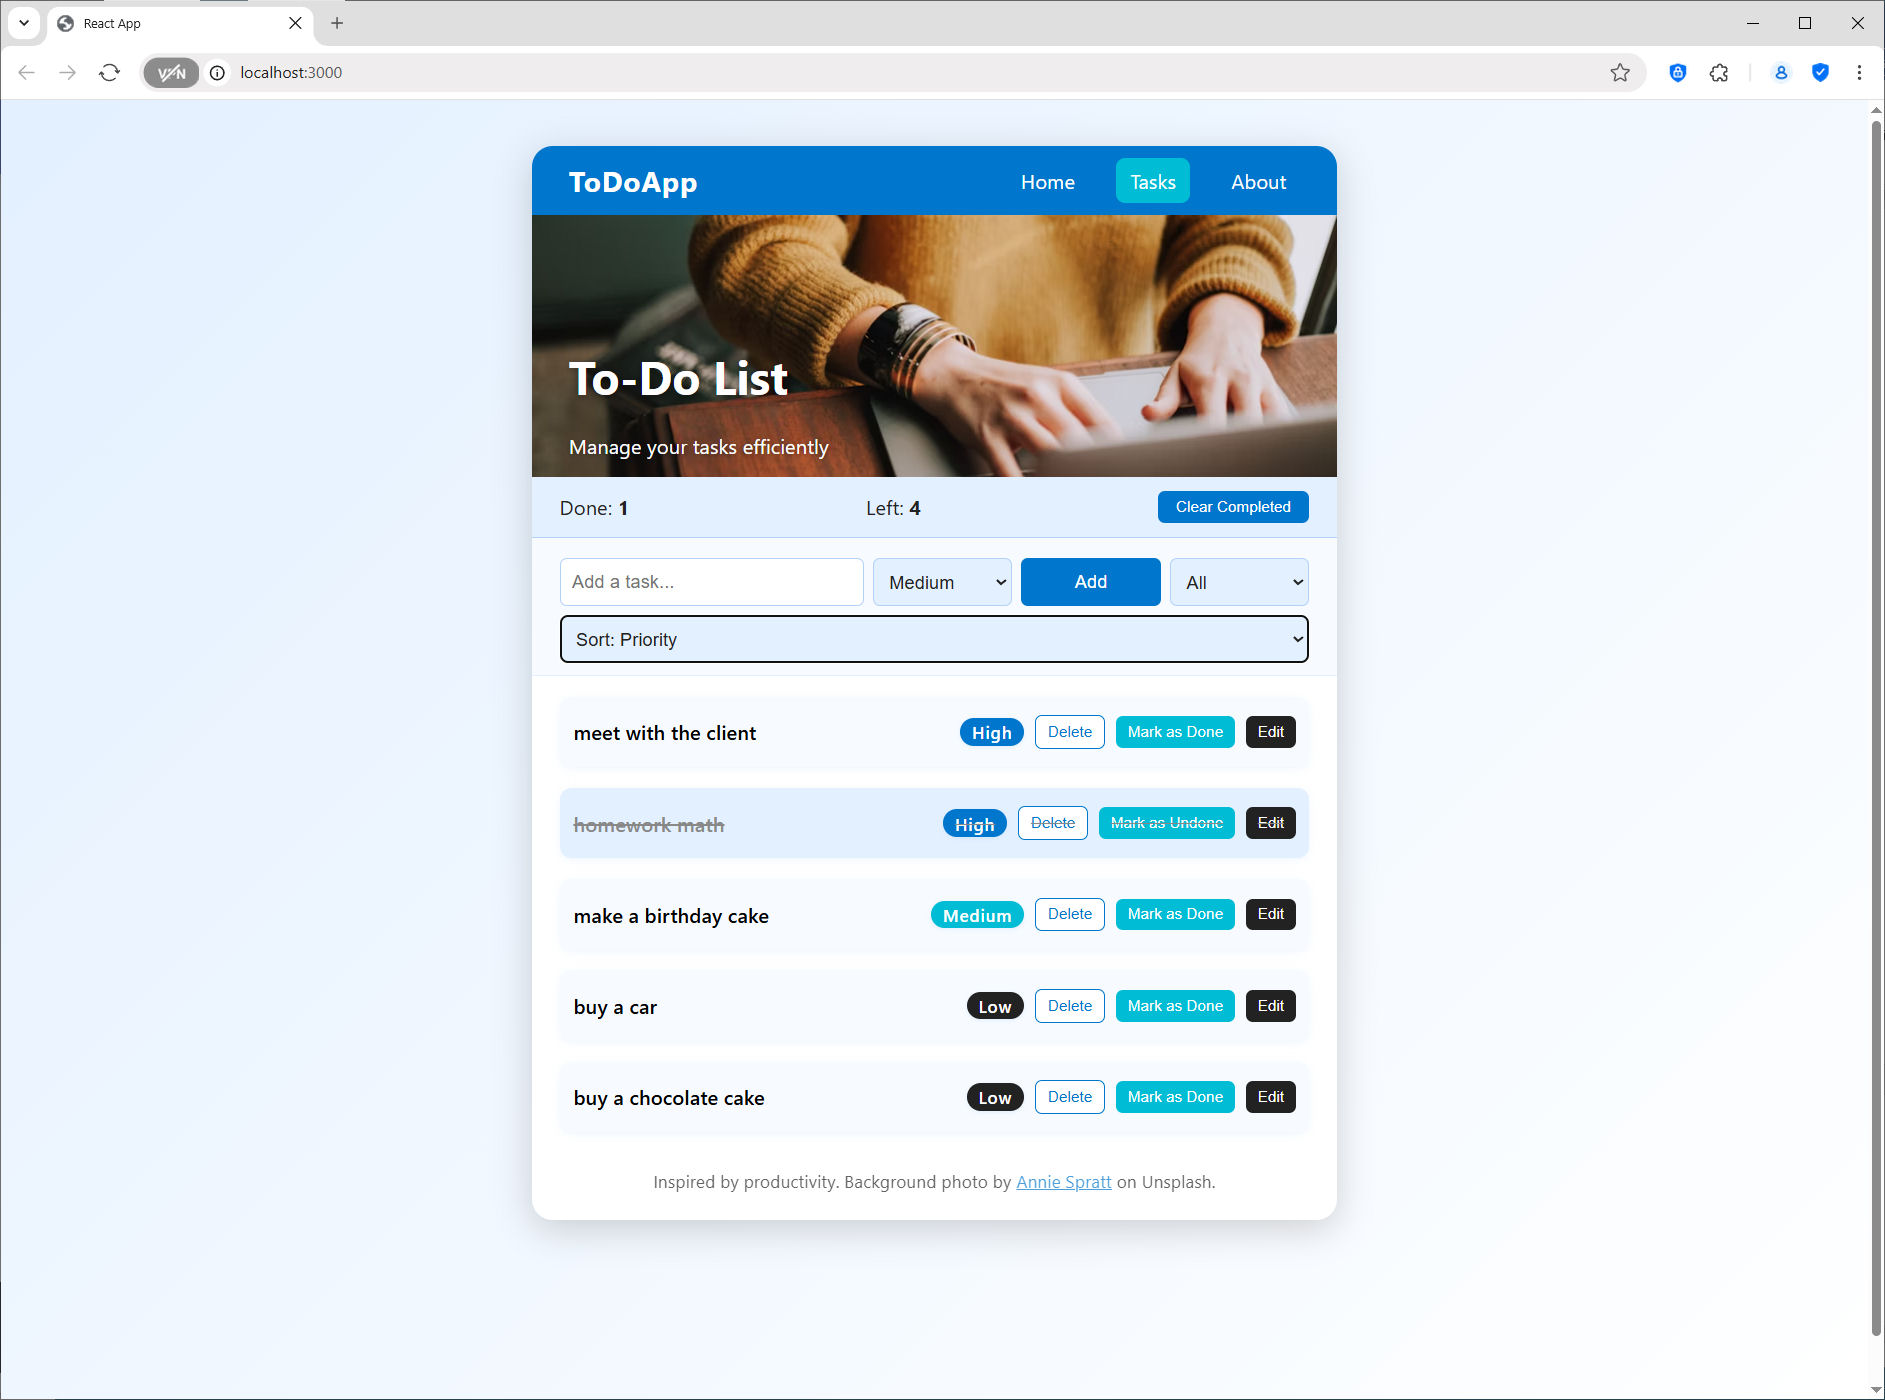 React App
VPN
localhost:3000
ToDoApp Home Tasks About
To-Do List
Manage your tasks efficiently
Done: 1 Left: 4 Clear Completed
Add a task... Medium Add All
Sort: Priority
meet with the client High Delete Mark as Done Edit
homework math High Delete Mark as Undone Edit
make a birthday cake Medium Delete Mark as Done Edit
buy a car Low Delete Mark as Done Edit
buy a chocolate cake Low Delete Mark as Done Edit
Inspired by productivity. Background photo by Annie Spratt on Unsplash.